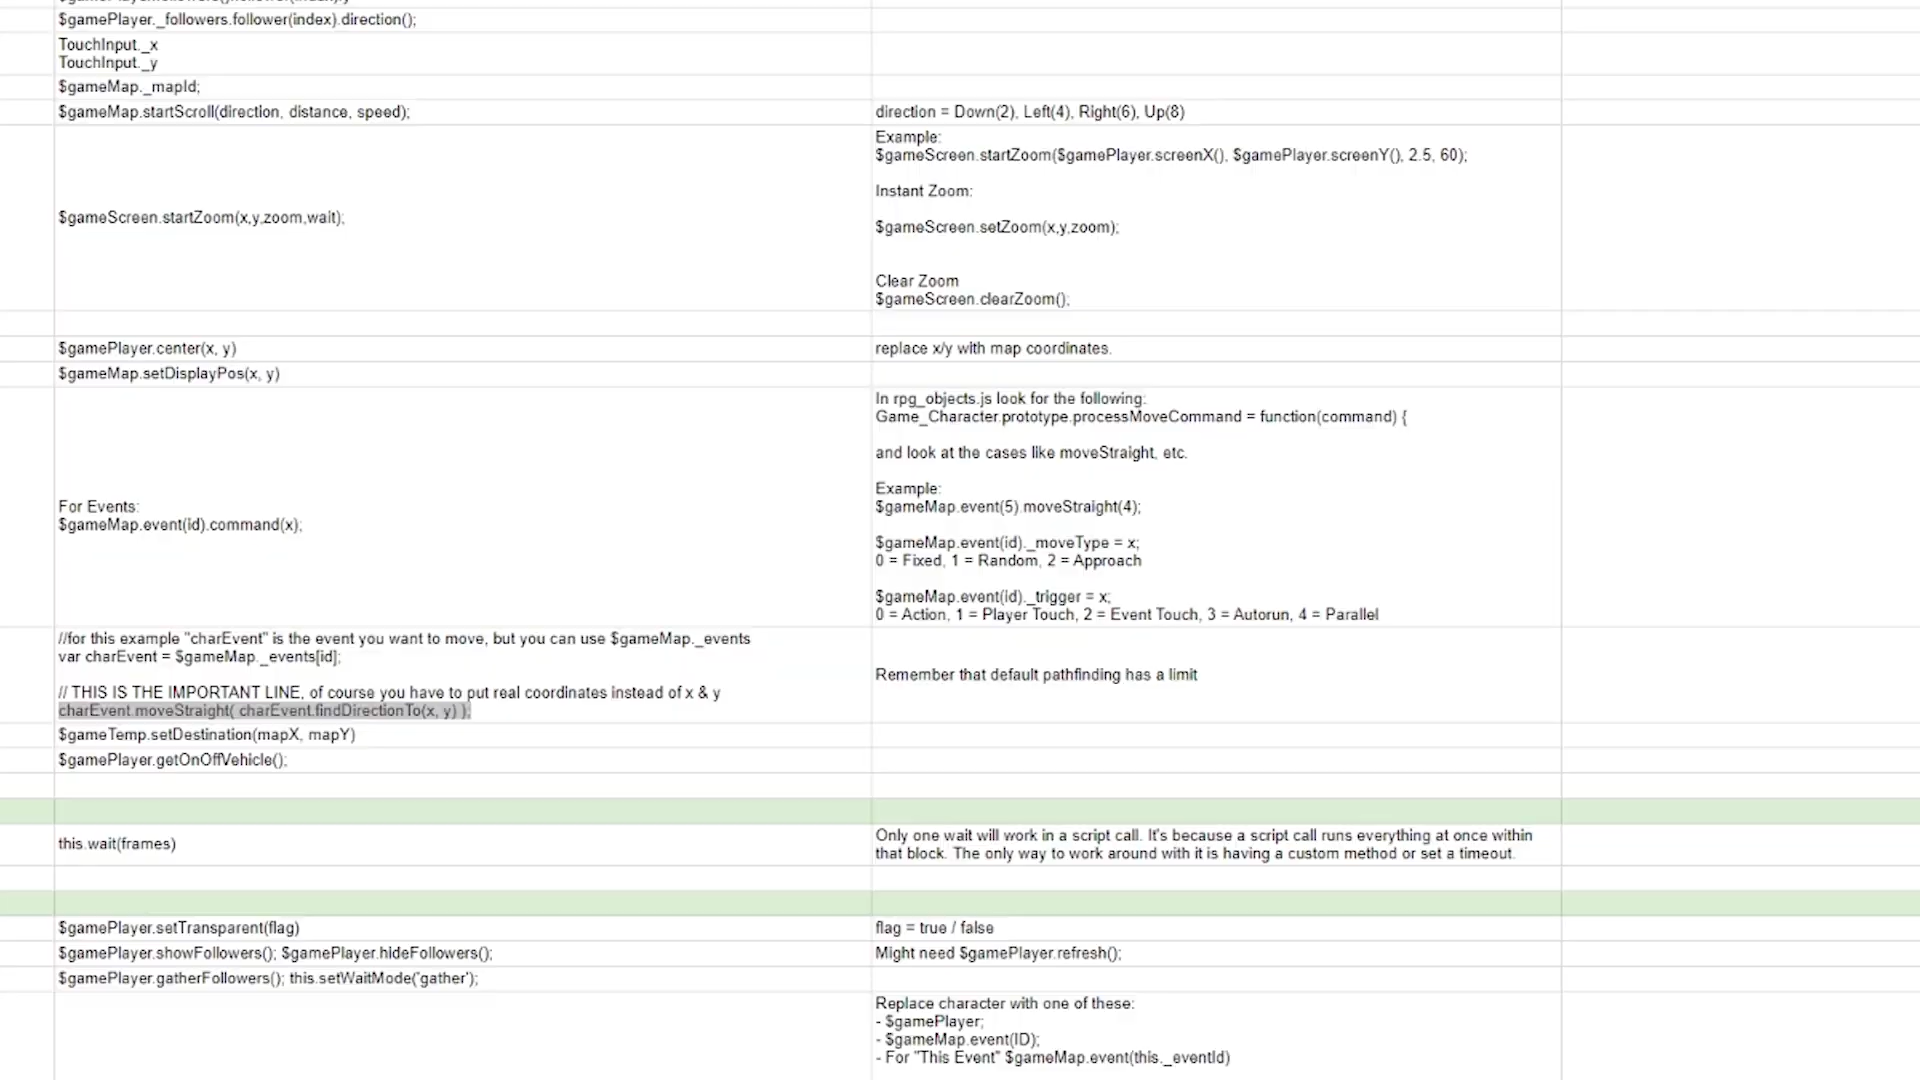 $gamePlayer._followers.follower(index).direction();
TouchInput._x
TouchInput._y
$gameMap._mapId;
$gameMap.startScroll(direction, distance, speed);
direction = Down(2), Left(4), Right(6), Up(8)
$gameScreen.startZoom(x,y,zoom,wait);
Example:
$gameScreen.startZoom($gamePlayer.screenX(), $gamePlayer.screenY(), 2.5, 60);
Instant Zoom:
$gameScreen.setZoom(x,y,zoom);
Clear Zoom
$gameScreen.clearZoom();
$gamePlayer.center(x, y)
replace x/y with map coordinates.
$gameMap.setDisplayPos(x, y)
For Events:
$gameMap.event(id).command(x);
In rpg_objects.js look for the following:
Game_Character.prototype.processMoveCommand = function(command) {
and look at the cases like moveStraight, etc.
Example:
$gameMap.event(5).moveStraight(4);
$gameMap.event(id)._moveType = x;
0 = Fixed, 1 = Random, 2 = Approach
$gameMap.event(id)._trigger = x;
0 = Action, 1 = Player Touch, 2 = Event Touch, 3 = Autorun, 4 = Parallel
//for this example "charEvent" is the event you want to move, but you can use $gameMap._events
var charEvent = $gameMap._events[id];
// THIS IS THE IMPORTANT LINE, of course you have to put real coordinates instead of x & y
charEvent.moveStraight( charEvent.findDirectionTo(x, y) );
Remember that default pathfinding has a limit
$gameTemp.setDestination(mapX, mapY)
$gamePlayer.getOnOffVehicle();
this.wait(frames)
Only one wait will work in a script call. It's because a script call runs everything at once within
that block. The only way to work around with it is having a custom method or set a timeout.
$gamePlayer.setTransparent(flag)
flag = true / false
$gamePlayer.showFollowers(); $gamePlayer.hideFollowers();
Might need $gamePlayer.refresh();
$gamePlayer.gatherFollowers(); this.setWaitMode('gather');
Replace character with one of these:
- $gamePlayer;
- $gameMap.event(ID);
- For "This Event" $gameMap.event(this._eventId)